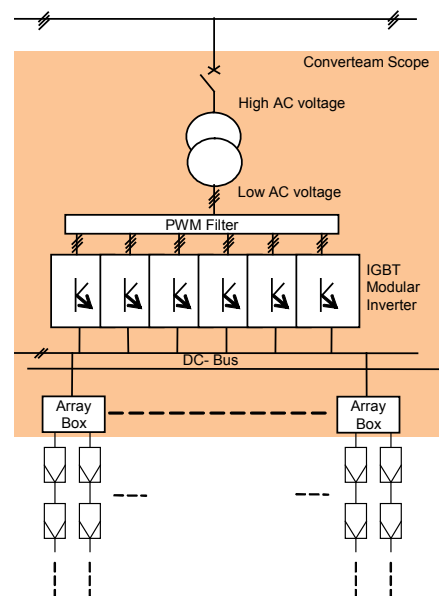 Converteam Scope
High AC voltage
Low AC voltage
PWM Filter
IGBT
Modular
Inverter
DC- Bus
Array
Box
Array
Box